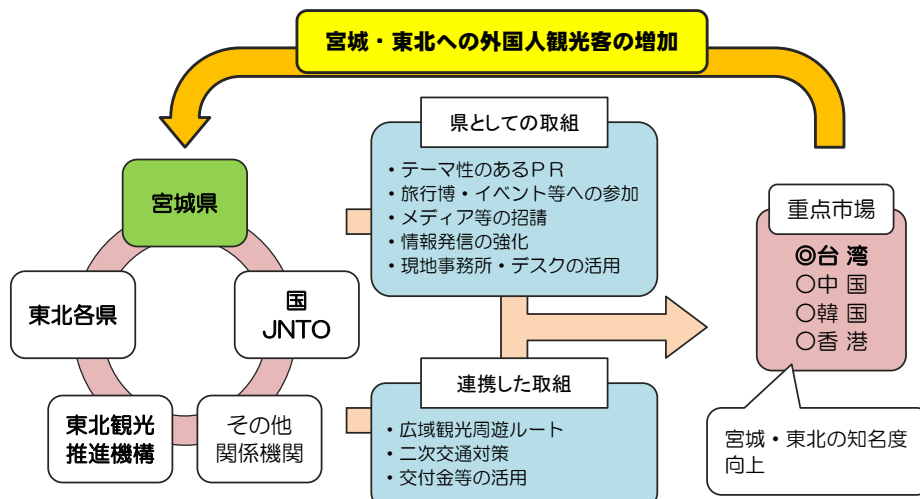 宮城・東北への外国人観光客の増加
県としての取組
・テーマ性のあるＰＲ
・旅行博・イベント等への参加
・メディア等の招請
・情報発信の強化
・現地事務所・デスクの活用
宮城県
東北各県
国
JNTO
東北観光
推進機構
その他
関係機関
連携した取組
・広域観光周遊ルート
・二次交通対策
・交付金等の活用
重点市場
◎台 湾
〇中 国
〇韓 国
〇香 港
宮城・東北の知名度
向上